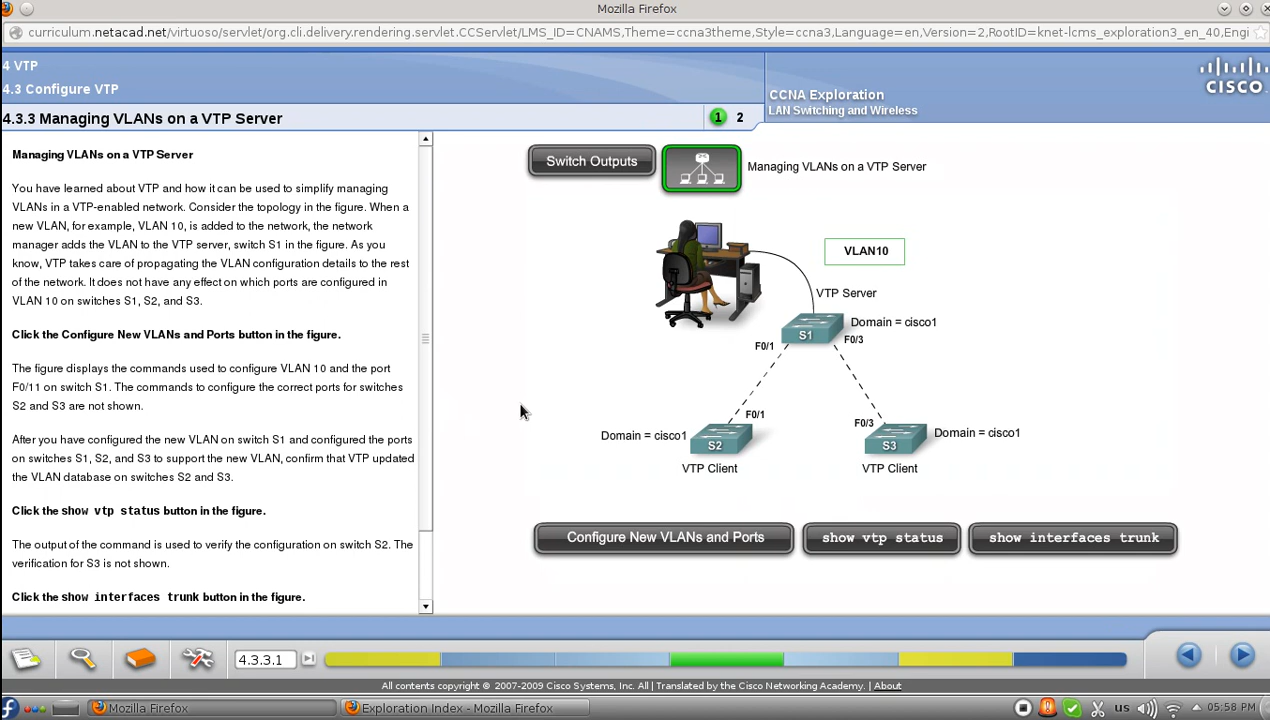 Mozilla Firefox
curriculum.netacad.net/virtuoso/servlet/org.cli.delivery.rendering.servlet.CCServlet/LMS_ID=CNAMS,Theme=ccna3theme,Style=ccna3,Language=en,Version=2,RootID=knet-lcms_exploration3_en_40,Engi
4 VTP
4.3 Configure VTP
CCNA Exploration
LAN Switching and Wireless
CISCO
4.3.3 Managing VLANs on a VTP Server
1 2
Managing VLANs on a VTP Server
You have learned about VTP and how it can be used to simplify managing
VLANs in a VTP-enabled network. Consider the topology in the figure. When a
new VLAN, for example, VLAN 10, is added to the network, the network
manager adds the VLAN to the VTP server, switch S1 in the figure. As you
know, VTP takes care of propagating the VLAN configuration details to the rest
of the network. It does not have any effect on which ports are configured in
VLAN 10 on switches S1, S2, and S3.
Click the Configure New VLANs and Ports button in the figure.
The figure displays the commands used to configure VLAN 10 and the port
F0/11 on switch S1. The commands to configure the correct ports for switches
S2 and S3 are not shown.
After you have configured the new VLAN on switch S1 and configured the ports
on switches S1, S2, and S3 to support the new VLAN, confirm that VTP updated
the VLAN database on switches S2 and S3.
Click the show vtp status button in the figure.
The output of the command is used to verify the configuration on switch S2. The
verification for S3 is not shown.
Click the show interfaces trunk button in the figure.
Switch Outputs
Managing VLANs on a VTP Server
VLAN10
VTP Server
Domain = cisco1
S1
F0/1
F0/3
F0/1
F0/3
Domain = cisco1
S2
VTP Client
Domain = cisco1
S3
VTP Client
Configure New VLANs and Ports
show vtp status
show interfaces trunk
4.3.3.1
All contents copyright © 2007-2009 Cisco Systems, Inc. All | Translated by the Cisco Networking Academy. | About
Mozilla Firefox
Exploration Index - Mozilla Firefox
us
05:58 PM